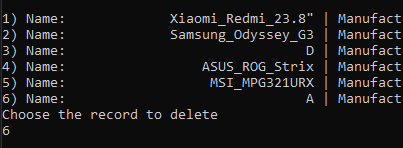 1) Name: Xiaomi_Redmi_23.8" | Manufact
2) Name: Samsung_Odyssey_G3 | Manufact
3) Name: D | Manufact
4) Name: ASUS_ROG_Strix | Manufact
5) Name: MSI_MPG321URX | Manufact
6) Name: A | Manufact
Choose the record to delete
6